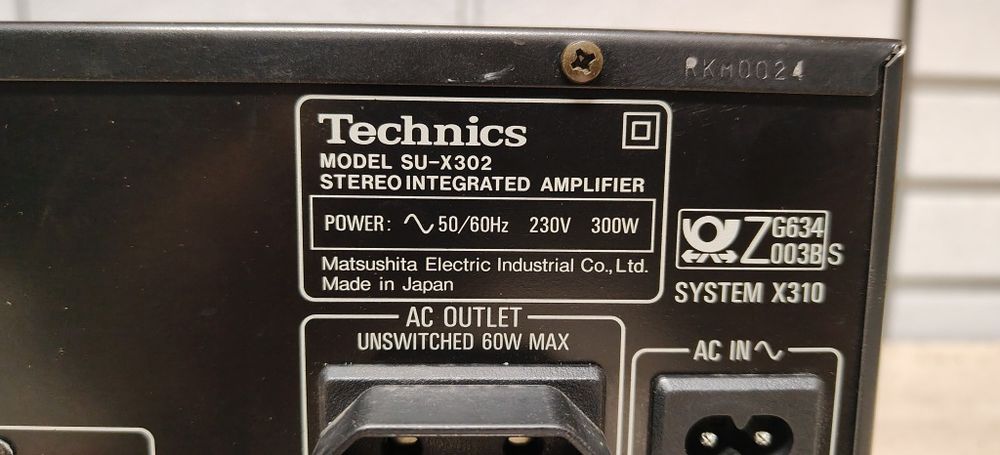 RKM0024
Technics
MODEL SU-X302
STEREO INTEGRATED AMPLIFIER
POWER: ∿ 50/60Hz 230V 300W
Matsushita Electric Industrial Co., Ltd.
Made in Japan
Z G634
003B S
SYSTEM X310
AC OUTLET
UNSWITCHED 60W MAX
AC IN ∿